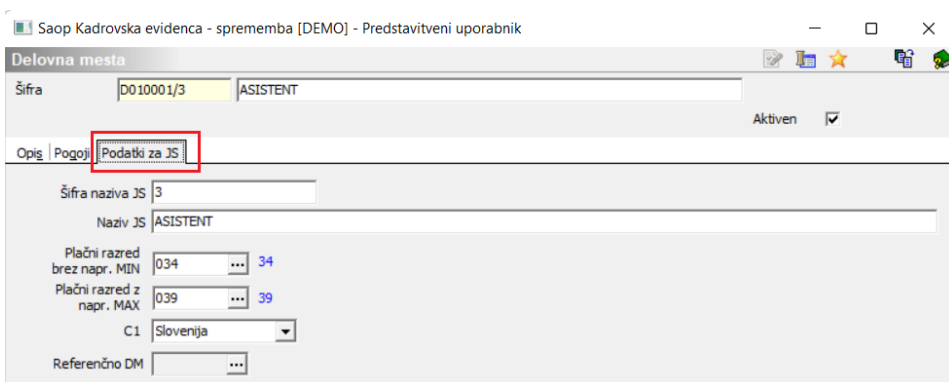 Saop Kadrovska evidenca - sprememba [DEMO] - Predstavitveni uporabnik
Delovna mesta
Šifra D010001/3 ASISTENT
Aktiven
Opis Pogoji Podatki za JS
Šifra naziva JS 3
Naziv JS ASISTENT
Plačni razred
brez napr. MIN 034 ... 34
Plačni razred z
napr. MAX 039 ... 39
C1 Slovenija
Referenčno DM ...